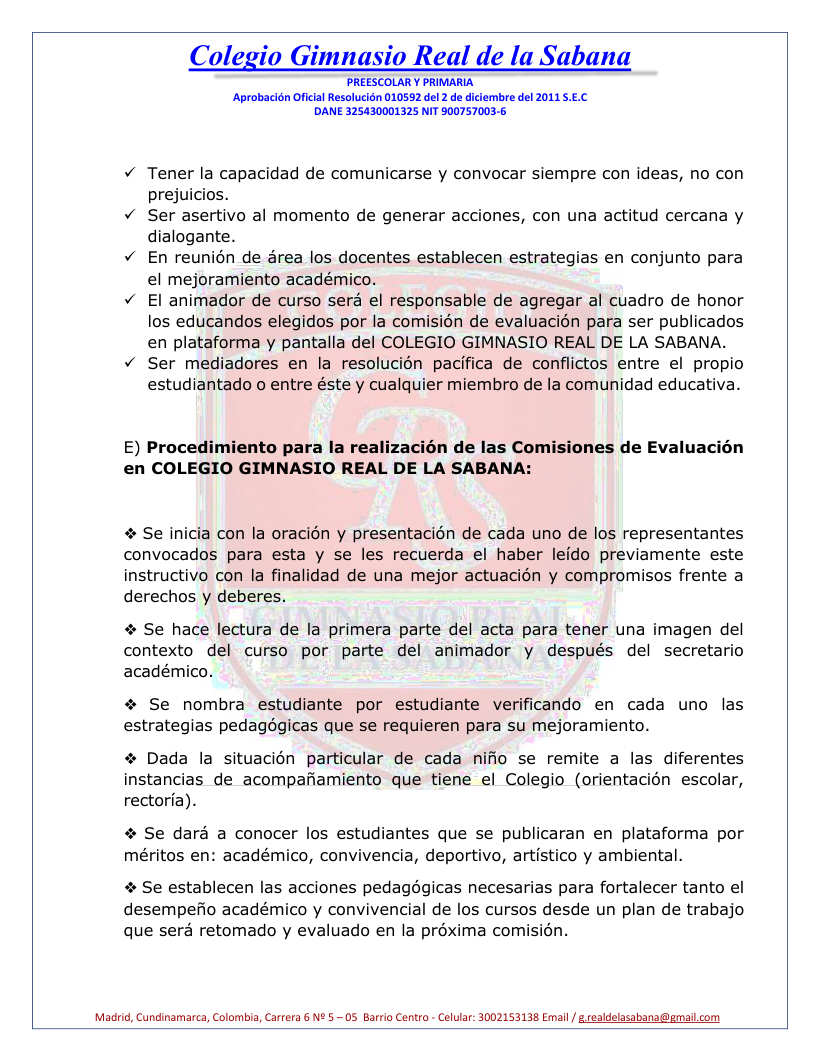 Colegio Gimnasio Real de la Sabana
PREESCOLAR Y PRIMARIA
Aprobación Oficial Resolución 010592 del 2 de diciembre del 2011 S.E.C
DANE 325430001325 NIT 900757003-6
✓ Tener la capacidad de comunicarse y convocar siempre con ideas, no con
prejuicios.
✓ Ser asertivo al momento de generar acciones, con una actitud cercana y
dialogante.
✓ En reunión de área los docentes establecen estrategias en conjunto para
el mejoramiento académico.
✓ El animador de curso será el responsable de agregar al cuadro de honor
los educandos elegidos por la comisión de evaluación para ser publicados
en plataforma y pantalla del COLEGIO GIMNASIO REAL DE LA SABANA.
✓ Ser mediadores en la resolución pacífica de conflictos entre el propio
estudiantado o entre éste y cualquier miembro de la comunidad educativa.
E) Procedimiento para la realización de las Comisiones de Evaluación
en COLEGIO GIMNASIO REAL DE LA SABANA:
❖ Se inicia con la oración y presentación de cada uno de los representantes
convocados para esta y se les recuerda el haber leído previamente este
instructivo con la finalidad de una mejor actuación y compromisos frente a
derechos y deberes.
❖ Se hace lectura de la primera parte del acta para tener una imagen del
contexto del curso por parte del animador y después del secretario
académico.
❖ Se nombra estudiante por estudiante verificando en cada uno las
estrategias pedagógicas que se requieren para su mejoramiento.
❖ Dada la situación particular de cada niño se remite a las diferentes
instancias de acompañamiento que tiene el Colegio (orientación escolar,
rectoría).
❖ Se dará a conocer los estudiantes que se publicaran en plataforma por
méritos en: académico, convivencia, deportivo, artístico y ambiental.
❖ Se establecen las acciones pedagógicas necesarias para fortalecer tanto el
desempeño académico y convivencial de los cursos desde un plan de trabajo
que será retomado y evaluado en la próxima comisión.
COLEGIO
GRS
GIMNASIO REAL
DE LA SABANA
Madrid, Cundinamarca, Colombia, Carrera 6 Nº 5 – 05 Barrio Centro - Celular: 3002153138 Email / g.realdelasabana@gmail.com